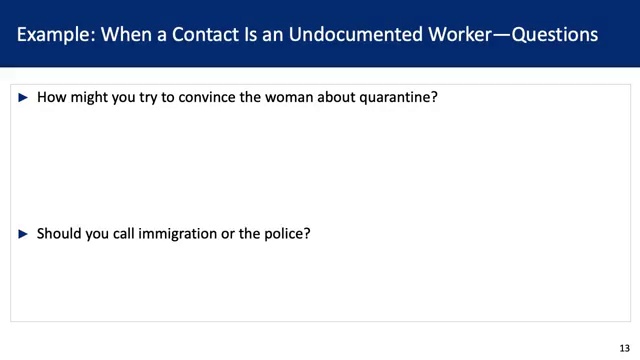 Example: When a Contact Is an Undocumented Worker—Questions
► How might you try to convince the woman about quarantine?
► Should you call immigration or the police?
13